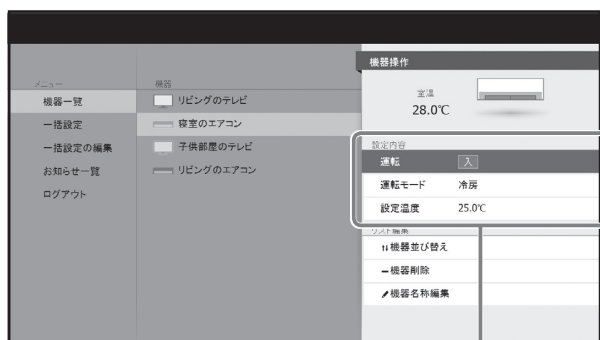 メニュー
機器一覧
一括設定
一括設定の編集
お知らせ一覧
ログアウト
機器
リビングのテレビ
寝室のエアコン
子供部屋のテレビ
リビングのエアコン
機器操作
室温
28.0℃
設定内容
運転 入
運転モード 冷房
設定温度 25.0℃
リスト編集
機器並び替え
機器削除
機器名称編集